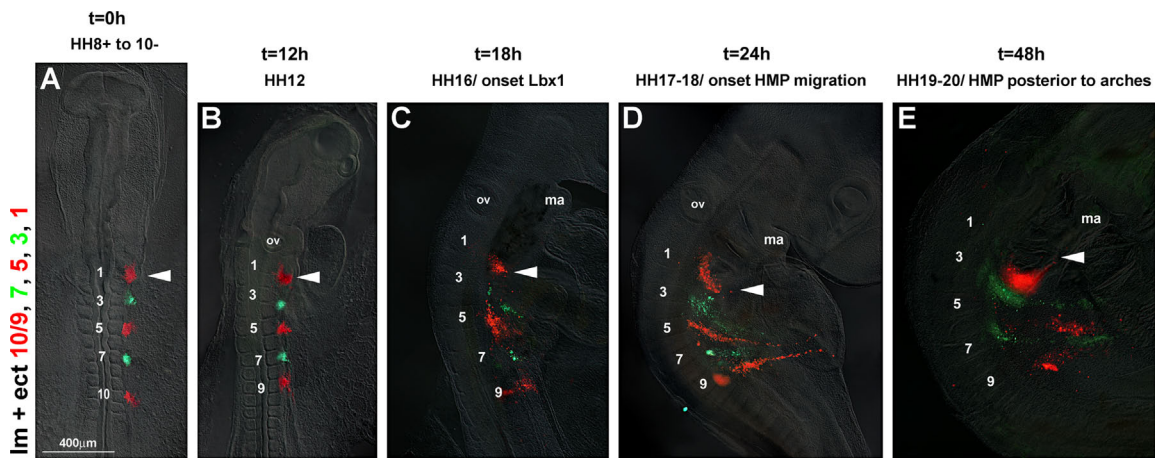 t=0h
HH8+ to 10-
t=12h
HH12
t=18h
HH16/ onset Lbx1
t=24h
HH17-18/ onset HMP migration
t=48h
HH19-20/ HMP posterior to arches
lm + ect 10/9, 7, 5, 3, 1
A
1
3
5
7
10
400µm
B
ov
1
3
5
7
9
C
ov
ma
1
3
5
7
9
D
ov
ma
1
3
5
7
9
E
ma
1
3
5
7
9